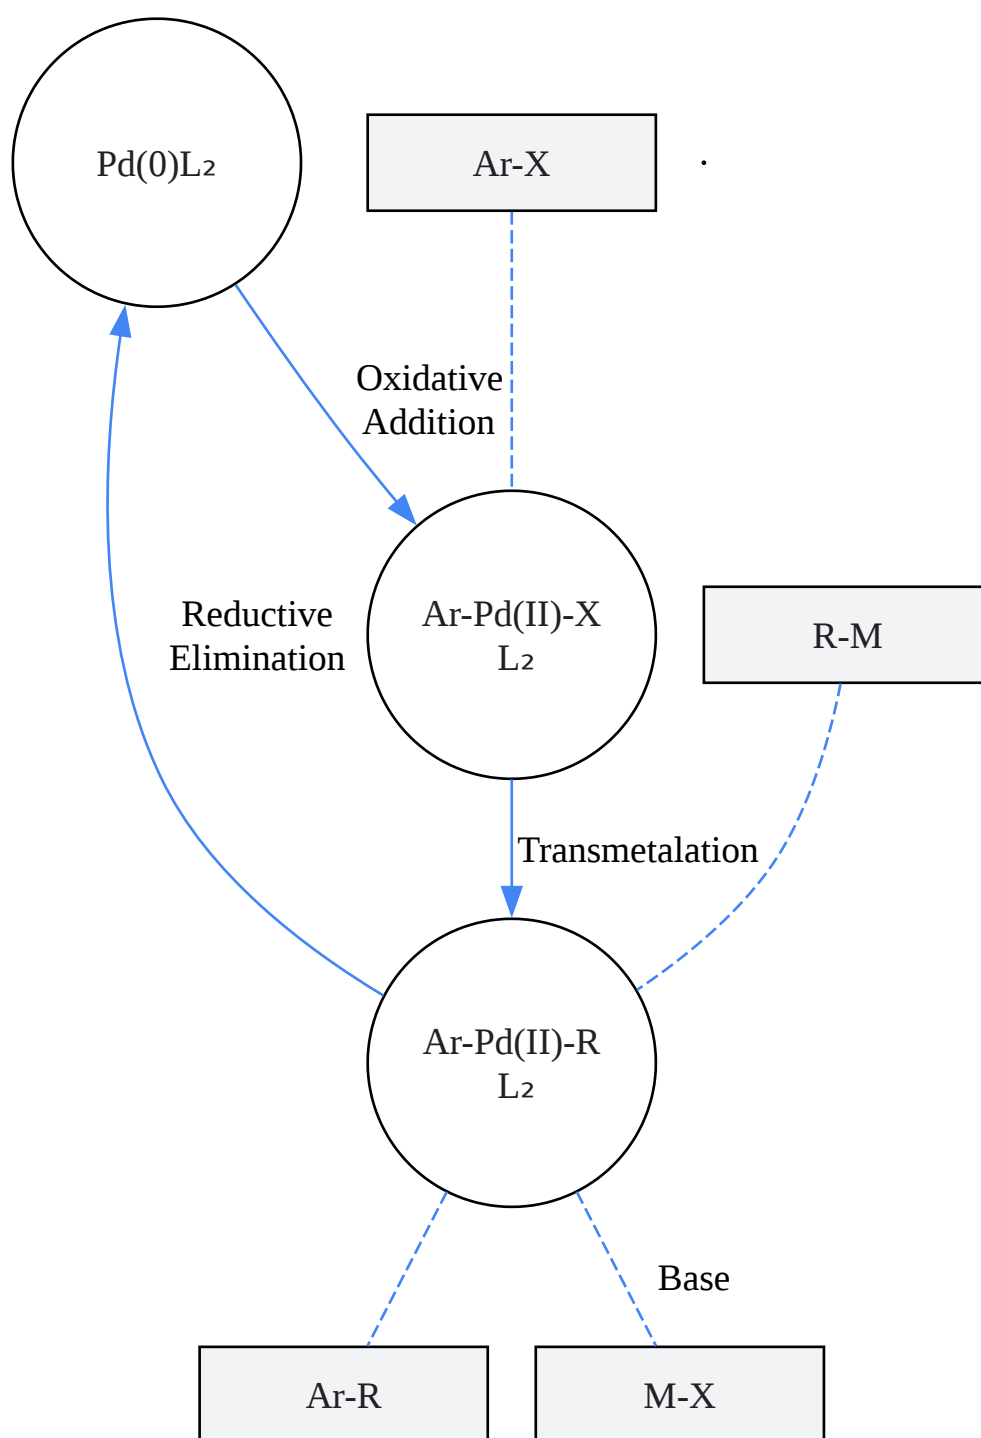 Pd(0)L₂
Ar-X
.
Oxidative
Addition
Reductive
Elimination
Ar-Pd(II)-X
L₂
R-M
Transmetalation
Ar-Pd(II)-R
L₂
Base
Ar-R
M-X